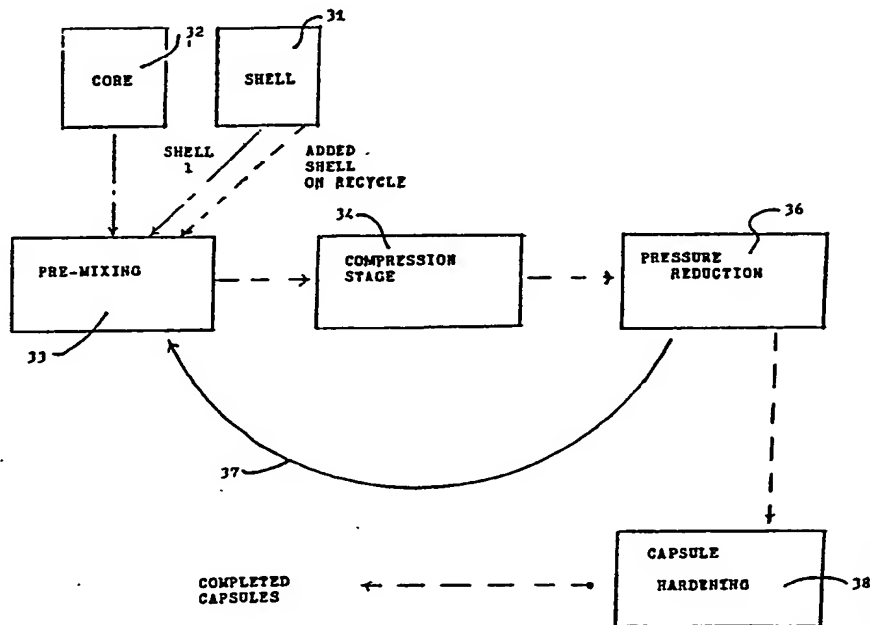 32
31
CORE
SHELL
SHELL
1
ADDED
SHELL
ON RECYCLE
34
36
PRE-MIXING
COMPRESSION
STAGE
PRESSURE
REDUCTION
33
37
CAPSULE
HARDENING
38
COMPLETED
CAPSULES